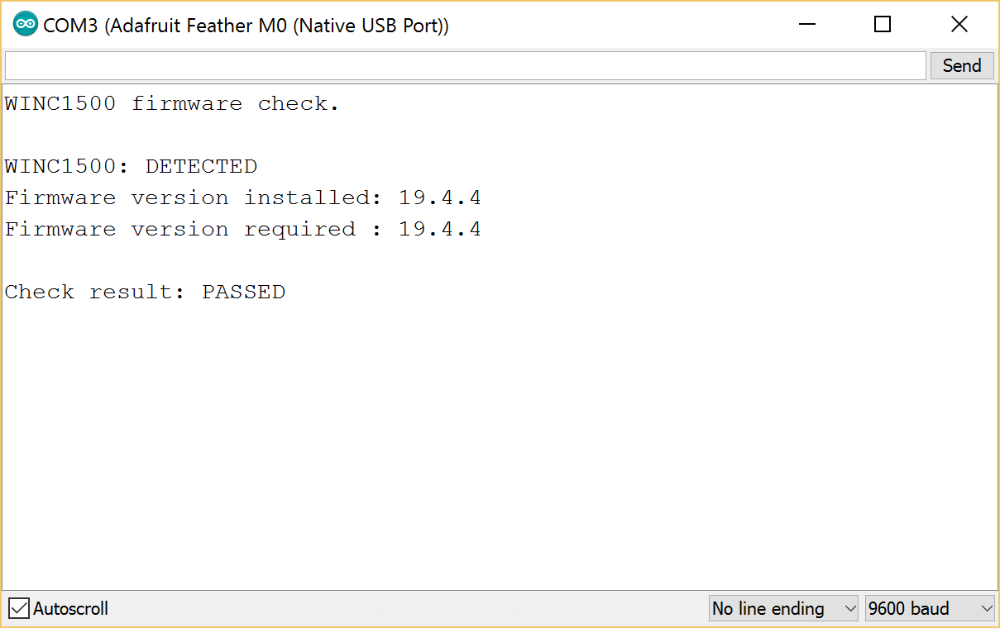 COM3 (Adafruit Feather M0 (Native USB Port))
Send
WINC1500 firmware check.
WINC1500: DETECTED
Firmware version installed: 19.4.4
Firmware version required : 19.4.4
Check result: PASSED
Autoscroll
No line ending
9600 baud